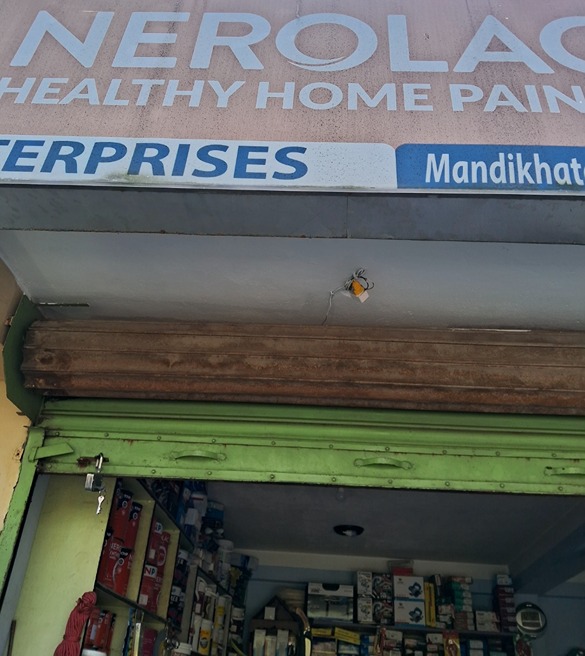 NEROLAC
HEALTHY HOME PAIN
TERPRISES
Mandikhat